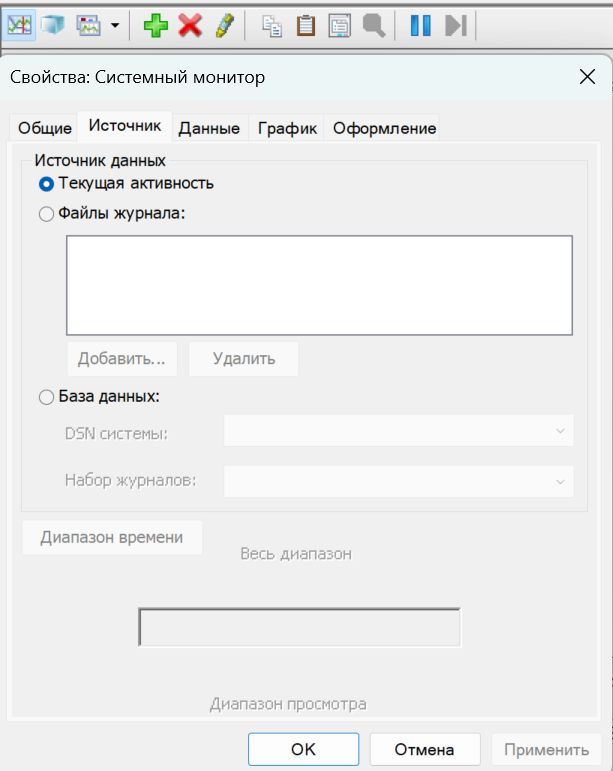 Свойства: Системный монитор
Общие Источник Данные График Оформление
Источник данных
Текущая активность
Файлы журнала:
Добавить... Удалить
База данных:
DSN системы:
Набор журналов:
Диапазон времени
Весь диапазон
Диапазон просмотра
OK Отмена Применить